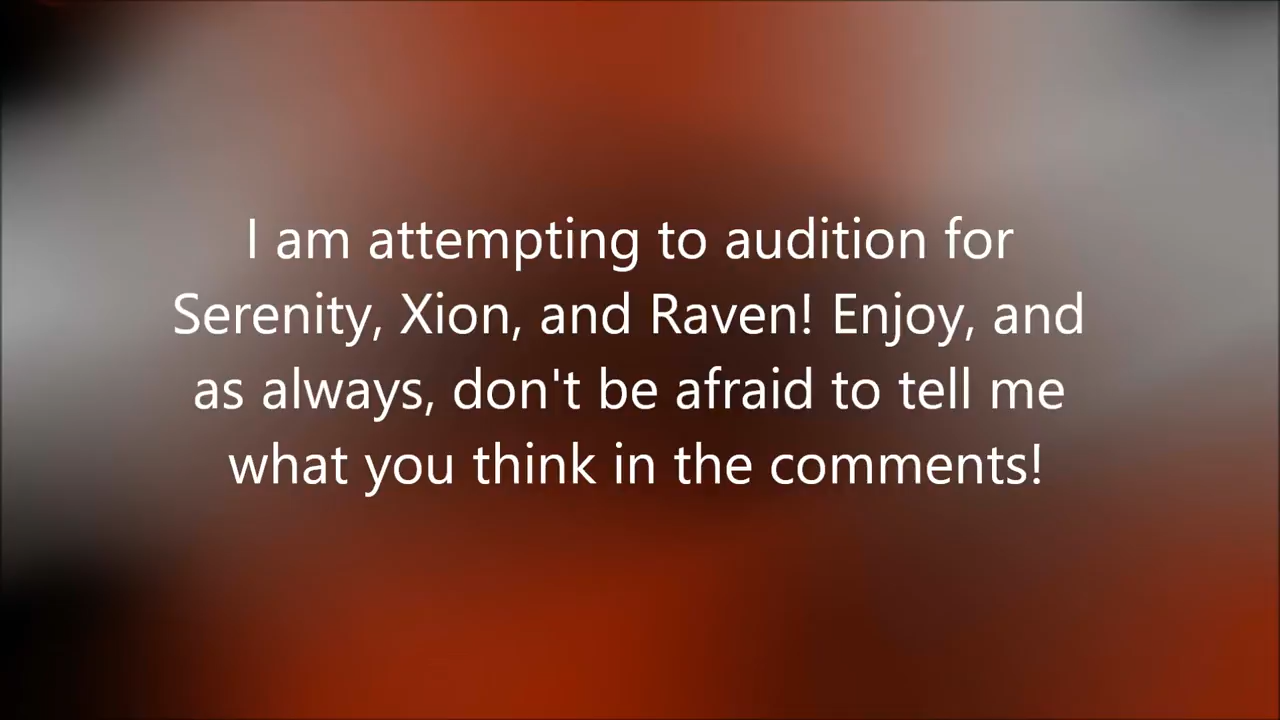 I am attempting to audition for
Serenity, Xion, and Raven! Enjoy, and
as always, don't be afraid to tell me
what you think in the comments!